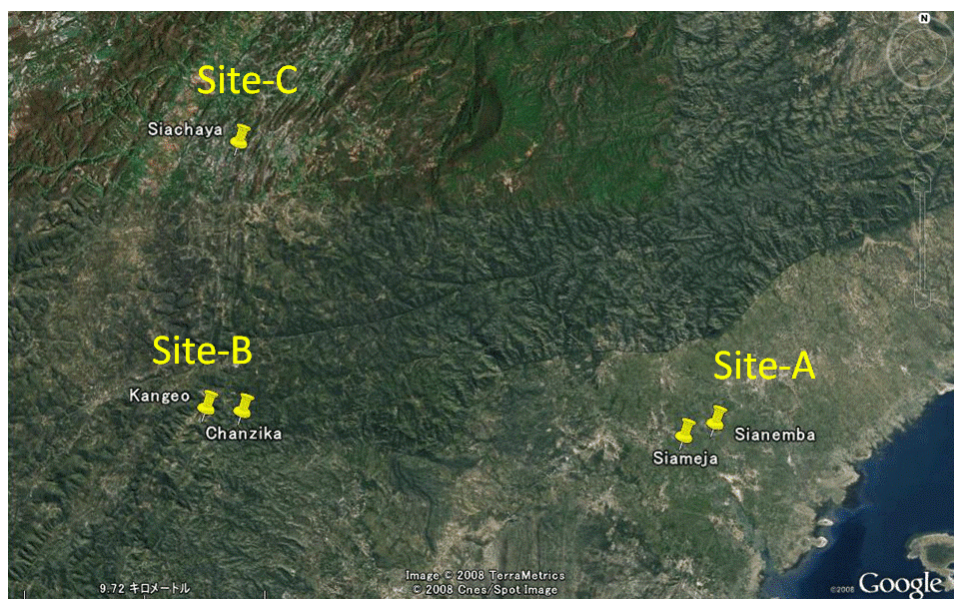 N
Site-C
Siachaya
Site-B
Kangeo
Chanzika
Site-A
Sianemba
Siameja
9.72 キロメートル
Image © 2008 TerraMetrics
© 2008 Cnes/Spot Image
©2008 Google